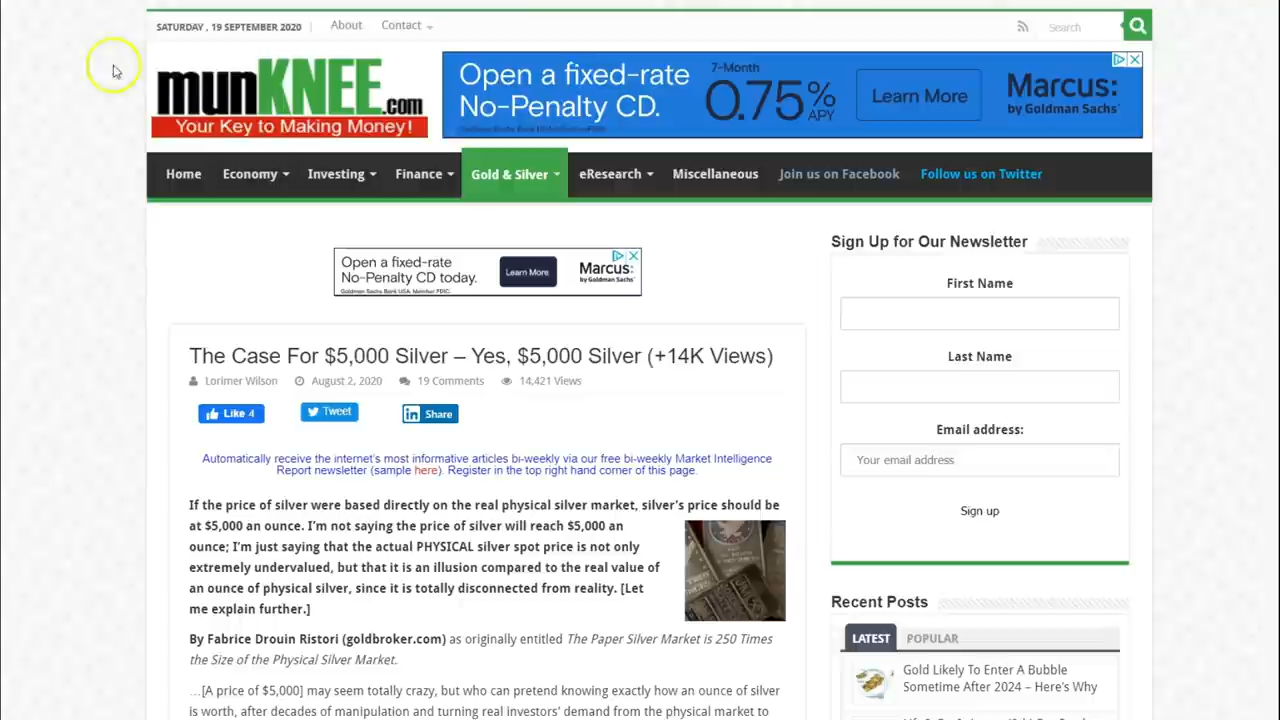 SATURDAY , 19 SEPTEMBER 2020
About
Contact
Search
munKNEE.com
Your Key to Making Money!
Open a fixed-rate
No-Penalty CD.
7-Month
0.75% APY
Learn More
Marcus:
by Goldman Sachs
Home Economy Investing Finance Gold & Silver eResearch Miscellaneous Join us on Facebook Follow us on Twitter
Open a fixed-rate
No-Penalty CD today.
Goldman Sachs Bank USA. Member FDIC.
Learn More
Marcus:
by Goldman Sachs
The Case For $5,000 Silver – Yes, $5,000 Silver (+14K Views)
Lorimer Wilson August 2, 2020 19 Comments 14,421 Views
Like 4 Tweet Share
Automatically receive the internet's most informative articles bi-weekly via our free bi-weekly Market Intelligence
Report newsletter (sample here). Register in the top right hand corner of this page.
If the price of silver were based directly on the real physical silver market, silver's price should be
at $5,000 an ounce. I'm not saying the price of silver will reach $5,000 an
ounce; I'm just saying that the actual PHYSICAL silver spot price is not only
extremely undervalued, but that it is an illusion compared to the real value of
an ounce of physical silver, since it is totally disconnected from reality. [Let
me explain further.]
By Fabrice Drouin Ristori (goldbroker.com) as originally entitled The Paper Silver Market is 250 Times
the Size of the Physical Silver Market.
…[A price of $5,000] may seem totally crazy, but who can pretend knowing exactly how an ounce of silver
is worth, after decades of manipulation and turning real investors' demand from the physical market to
Sign Up for Our Newsletter
First Name
Last Name
Email address:
Your email address
Sign up
Recent Posts
LATEST POPULAR
Gold Likely To Enter A Bubble
Sometime After 2024 – Here's Why